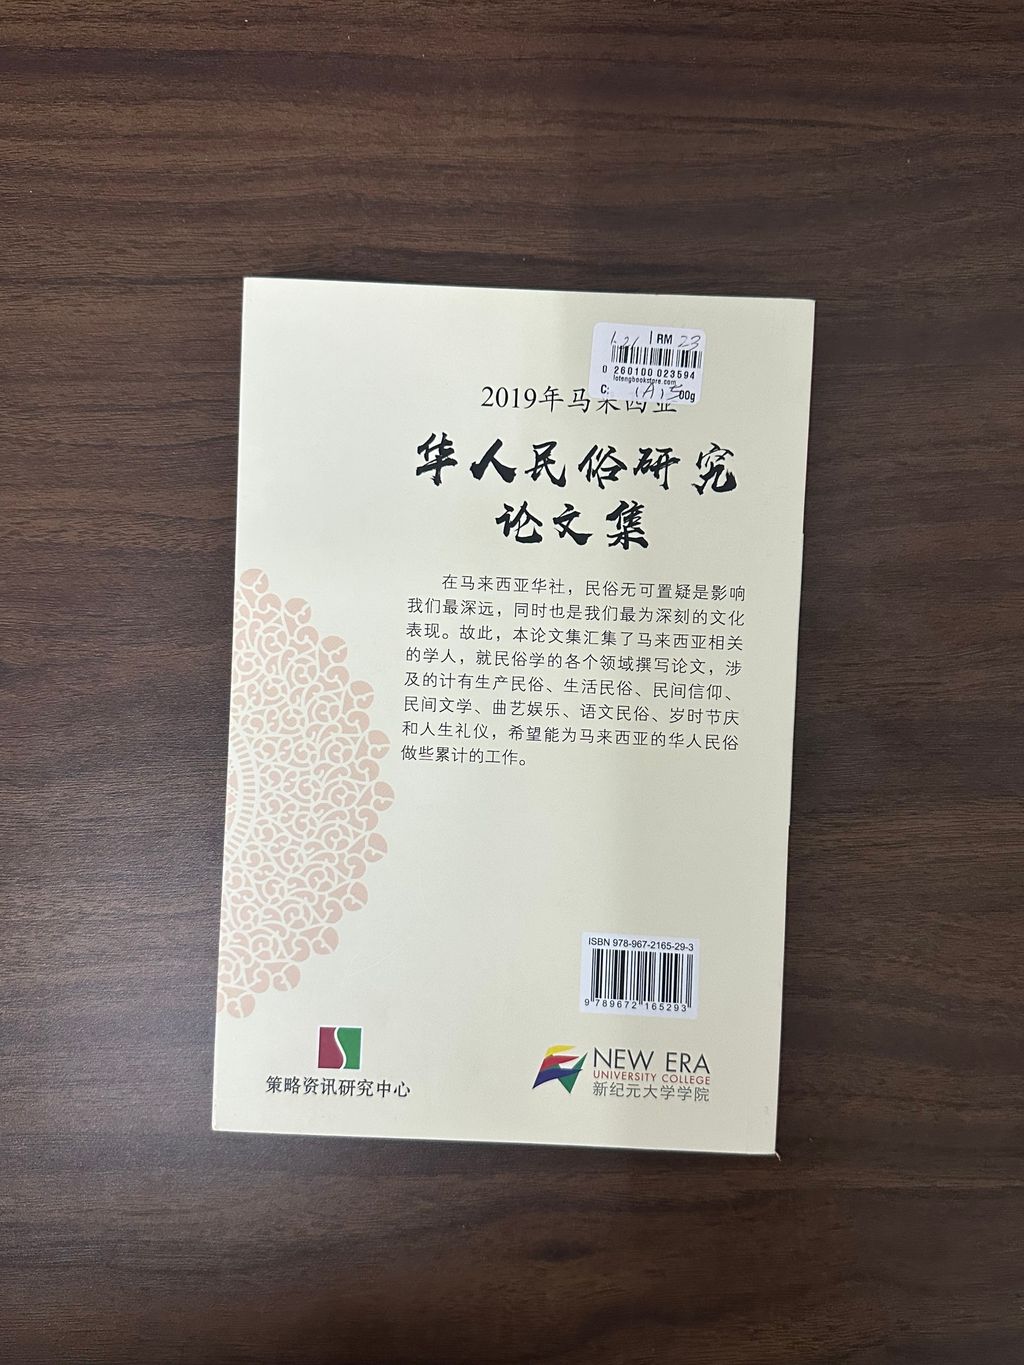 RM 23
0 260100 023594
lotengbookstore.com
C: (A) 00g
2019年马来西亚
华人民俗研究
论文集
在马来西亚华社，民俗无可置疑是影响
我们最深远，同时也是我们最为深刻的文化
表现。故此，本论文集汇集了马来西亚相关
的学人，就民俗学的各个领域撰写论文，涉
及的计有生产民俗、生活民俗、民间信仰、
民间文学、曲艺娱乐、语文民俗、岁时节庆
和人生礼仪，希望能为马来西亚的华人民俗
做些累计的工作。
ISBN 978-967-2165-29-3
9 789672 165293
策略资讯研究中心
NEW ERA
UNIVERSITY COLLEGE
新纪元大学学院